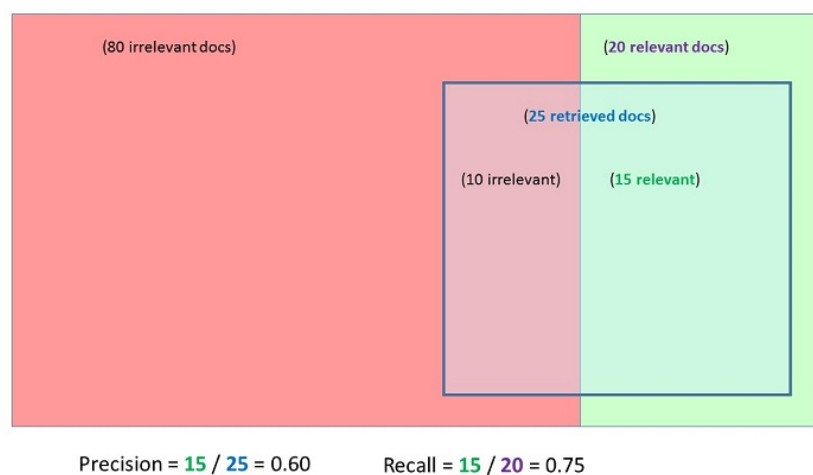 (80 irrelevant docs) (20 relevant docs)
(25 retrieved docs)
(10 irrelevant) (15 relevant)
Precision = 15 / 25 = 0.60 Recall = 15 / 20 = 0.75